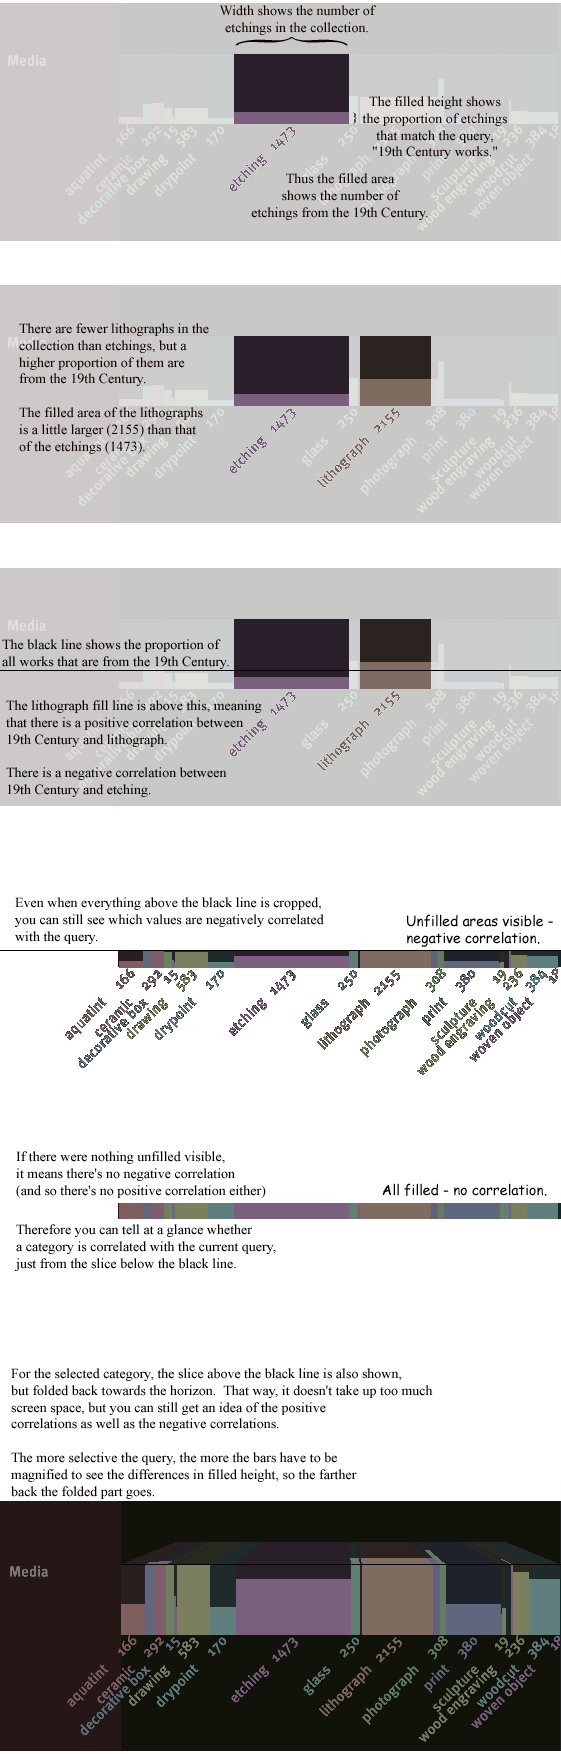 Width shows the number of
etchings in the collection.
Media
The filled height shows
the proportion of etchings
that match the query,
"19th Century works."
166 292 15 583 170 1473 250 236 384
aquatint ceramic decorative box drawing drypoint etching glass print sculpture wood engraving woodcut woven object
Thus the filled area
shows the number of
etchings from the 19th Century.
There are fewer lithographs in the
collection than etchings, but a
higher proportion of them are
from the 19th Century.
The filled area of the lithographs
is a little larger (2155) than that
of the etchings (1473).
1473 250 2155 308 380 19 236 384
drawing drypoint etching glass lithograph photograph print sculpture wood engraving woodcut woven object
Media
The black line shows the proportion of
all works that are from the 19th Century.
The lithograph fill line is above this, meaning
that there is a positive correlation between
19th Century and lithograph.
There is a negative correlation between
19th Century and etching.
1473 250 2155 308 380 19 236 384
etching glass lithograph photograph print sculpture wood engraving woodcut woven object
Even when everything above the black line is cropped,
you can still see which values are negatively correlated
with the query.
Unfilled areas visible -
negative correlation.
166 292 15 583 170 1473 250 2155 308 380 19 236 384
aquatint ceramic decorative box drawing drypoint etching glass lithograph photograph print sculpture wood engraving woodcut woven object
If there were nothing unfilled visible,
it means there's no negative correlation
(and so there's no positive correlation either)
All filled - no correlation.
Therefore you can tell at a glance whether
a category is correlated with the current query,
just from the slice below the black line.
For the selected category, the slice above the black line is also shown,
but folded back towards the horizon. That way, it doesn't take up too much
screen space, but you can still get an idea of the positive
correlations as well as the negative correlations.
The more selective the query, the more the bars have to be
magnified to see the differences in filled height, so the farther
back the folded part goes.
Media
166 292 15 583 170 1473 250 2155 308 380 19 236 384
aquatint ceramic decorative box drawing drypoint etching glass lithograph photograph print sculpture wood engraving woodcut woven object